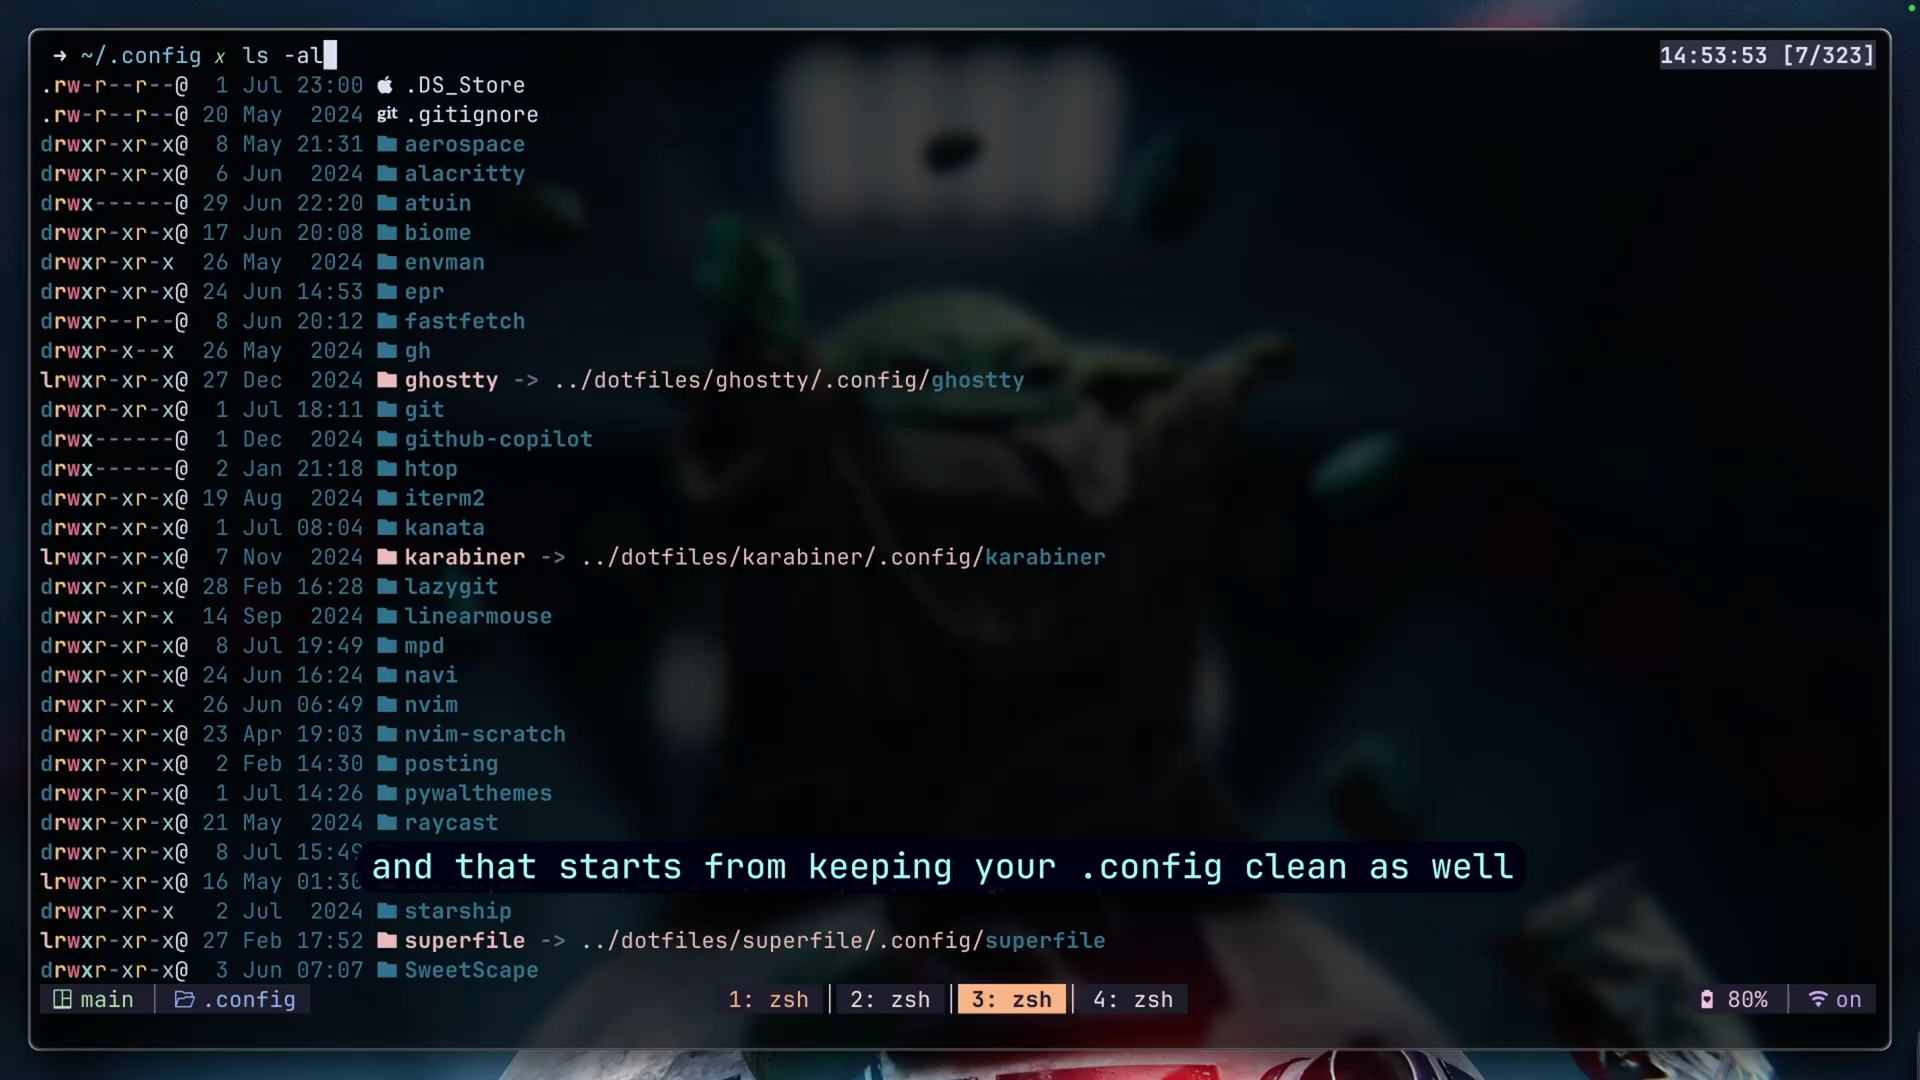 ➜ ~/.config x ls -al
14:53:53 [7/323]
.rw-r--r--@ 1 Jul 23:00 .DS_Store
.rw-r--r--@ 20 May 2024 git .gitignore
drwxr-xr-x@ 8 May 21:31 aerospace
drwxr-xr-x@ 6 Jun 2024 alacritty
drwx------@ 29 Jun 22:20 atuin
drwxr-xr-x@ 17 Jun 20:08 biome
drwxr-xr-x 26 May 2024 envman
drwxr-xr-x@ 24 Jun 14:53 epr
drwxr--r--@ 8 Jun 20:12 fastfetch
drwxr-x--x 26 May 2024 gh
lrwxr-xr-x@ 27 Dec 2024 ghostty -> ../dotfiles/ghostty/.config/ghostty
drwxr-xr-x@ 1 Jul 18:11 git
drwx------@ 1 Dec 2024 github-copilot
drwx------@ 2 Jan 21:18 htop
drwxr-xr-x@ 19 Aug 2024 iterm2
drwxr-xr-x@ 1 Jul 08:04 kanata
lrwxr-xr-x@ 7 Nov 2024 karabiner -> ../dotfiles/karabiner/.config/karabiner
drwxr-xr-x@ 28 Feb 16:28 lazygit
drwxr-xr-x 14 Sep 2024 linearmouse
drwxr-xr-x@ 8 Jul 19:49 mpd
drwxr-xr-x@ 24 Jun 16:24 navi
drwxr-xr-x 26 Jun 06:49 nvim
drwxr-xr-x@ 23 Apr 19:03 nvim-scratch
drwxr-xr-x@ 2 Feb 14:30 posting
drwxr-xr-x@ 1 Jul 14:26 pywalthemes
drwxr-xr-x@ 21 May 2024 raycast
drwxr-xr-x@ 8 Jul 15:49
lrwxr-xr-x@ 16 May 01:30
and that starts from keeping your .config clean as well
drwxr-xr-x 2 Jul 2024 starship
lrwxr-xr-x@ 27 Feb 17:52 superfile -> ../dotfiles/superfile/.config/superfile
drwxr-xr-x@ 3 Jun 07:07 SweetScape
main .config 1: zsh 2: zsh 3: zsh 4: zsh 80% on